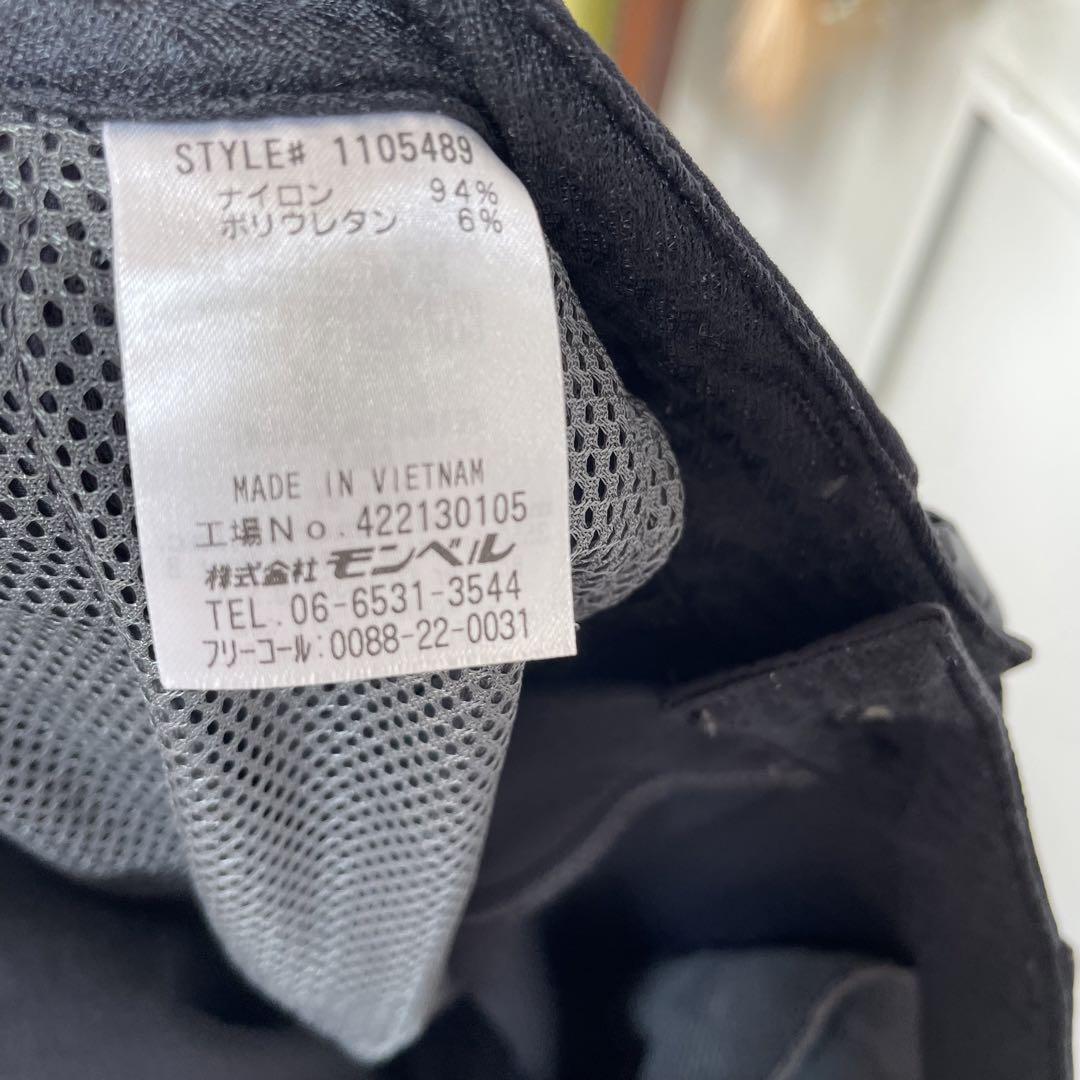 STYLE# 1105489
ナイロン 94%
ポリウレタン 6%
MADE IN VIETNAM
工場No.422130105
株式会社 モンベル
TEL.06-6531-3544
フリーコール:0088-22-0031